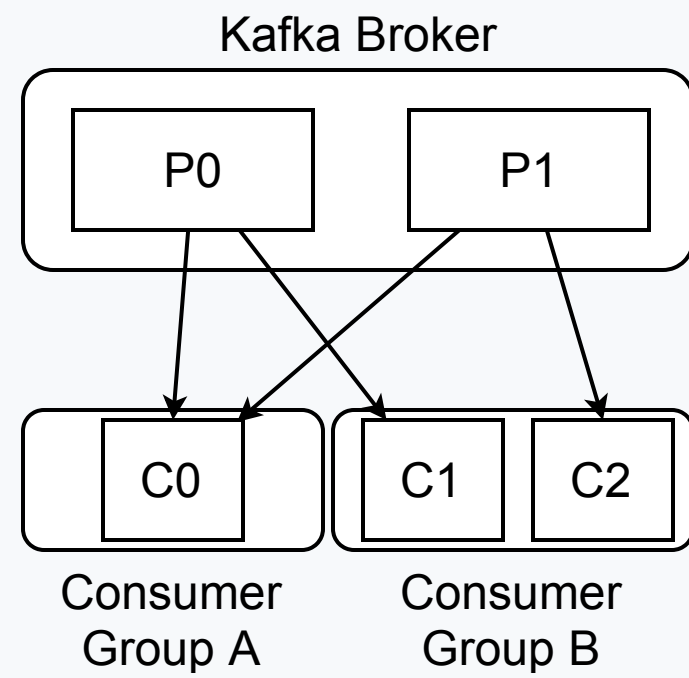 Kafka Broker
P0
P1
C0
C1
C2
Consumer
Group A
Consumer
Group B